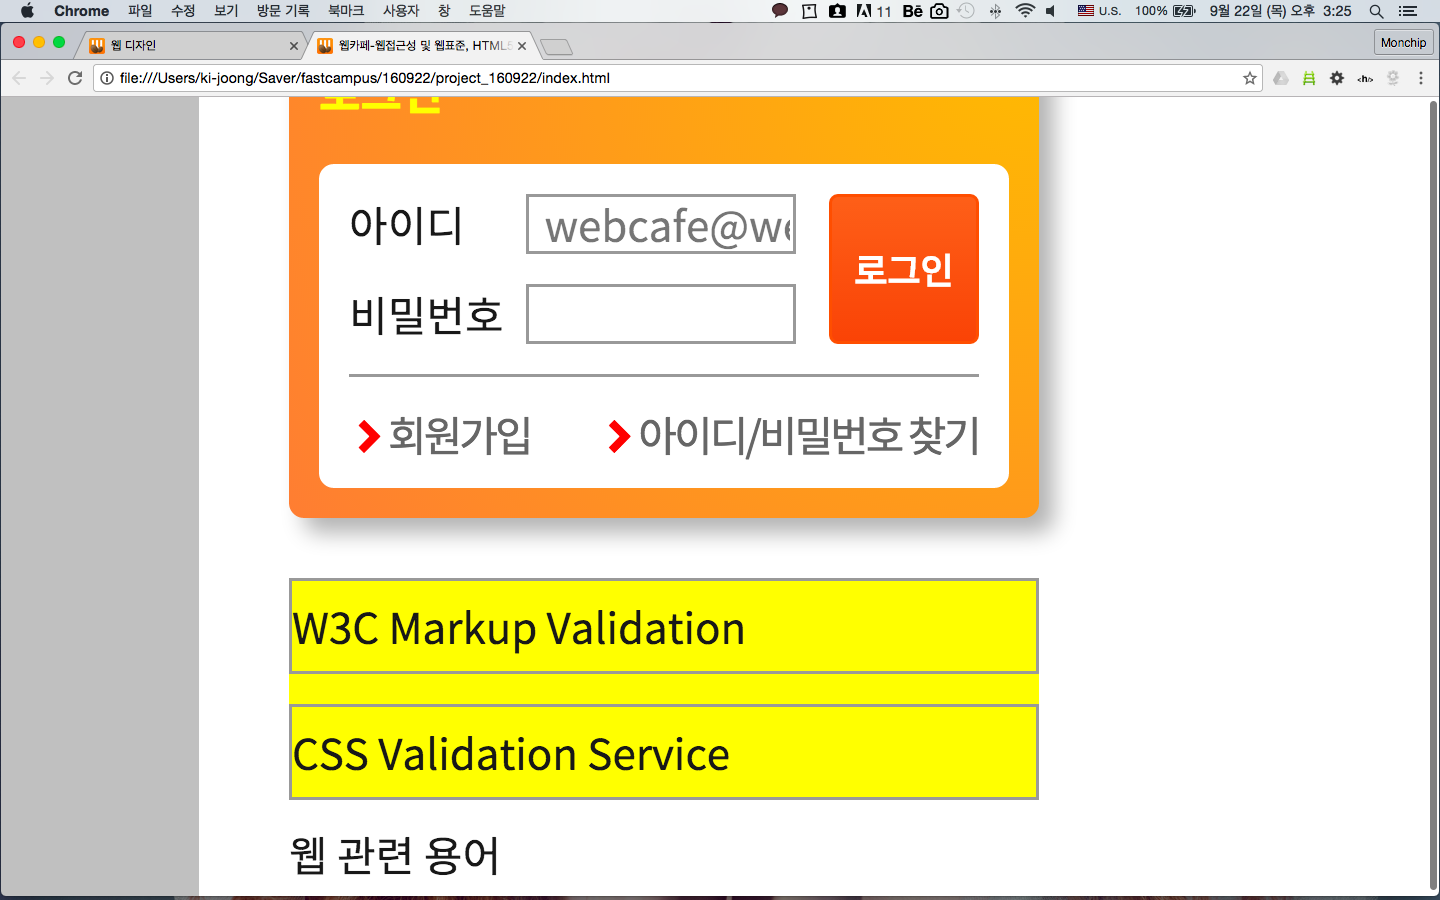 Chrome 파일 수정 보기 방문 기록 북마크 사용자 창 도움말 11 Bē U.S. 100% 9월 22일 (목) 오후 3:25
웹 디자인
웹카페-웹접근성 및 웹표준, HTML5
Monchip
file:///Users/ki-joong/Saver/fastcampus/160922/project_160922/index.html
<h/>
로그인
아이디 webcafe@we
로그인
비밀번호
회원가입 아이디/비밀번호 찾기
W3C Markup Validation
CSS Validation Service
웹 관련 용어